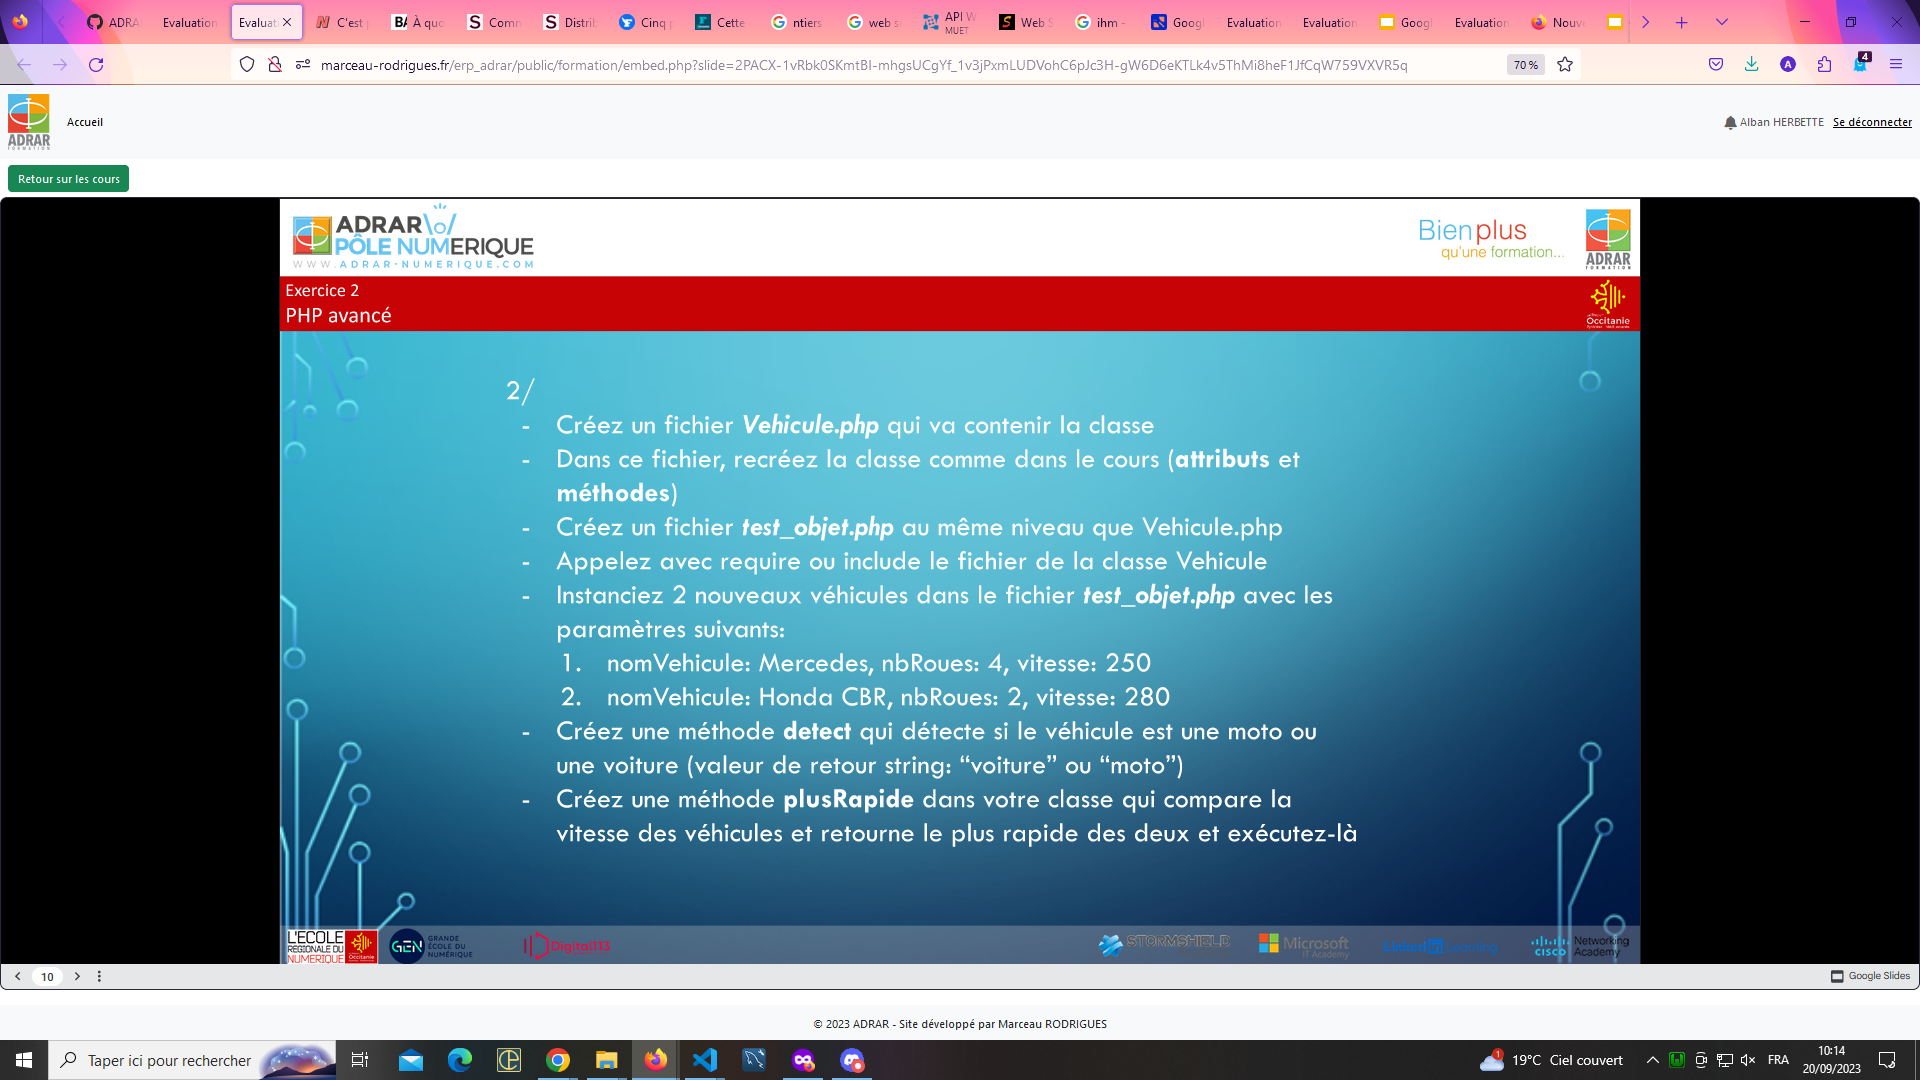 ADRA
Evaluation
Evaluati
C'est
À quo
Comm
Distrib
Cinq
Cette
ntiers
web s
API W
MUET
Web S
ihm -
Googl
Evaluation
Evaluation
Googl
Evaluation
Nouv
marceau-rodrigues.fr/erp_adrar/public/formation/embed.php?slide=2PACX-1vRbk0SKmtBI-mhgsUCgYf_1v3jPxmLUDVohC6pJc3H-gW6D6eKTLk4v5ThMi8heF1JfCqW759VXVR5q
70 %
4
ADRAR
FORMATION
Accueil
Alban HERBETTE Se déconnecter
Retour sur les cours
ADRAR\o/
PÔLE NUMERIQUE
WWW.ADRAR-NUMERIQUE.COM
Bien plus
qu'une formation...
ADRAR
FORMATION
Exercice 2
PHP avancé
Occitanie
2/
- Créez un fichier Vehicule.php qui va contenir la classe
- Dans ce fichier, recréez la classe comme dans le cours (attributs et
méthodes)
- Créez un fichier test_objet.php au même niveau que Vehicule.php
- Appelez avec require ou include le fichier de la classe Vehicule
- Instanciez 2 nouveaux véhicules dans le fichier test_objet.php avec les
paramètres suivants:
1. nomVehicule: Mercedes, nbRoues: 4, vitesse: 250
2. nomVehicule: Honda CBR, nbRoues: 2, vitesse: 280
- Créez une méthode detect qui détecte si le véhicule est une moto ou
une voiture (valeur de retour string: “voiture” ou “moto”)
- Créez une méthode plusRapide dans votre classe qui compare la
vitesse des véhicules et retourne le plus rapide des deux et exécutez-là
L'ECOLE
REGIONALE DU
NUMERIQUE
Occitanie
GEN GRANDE
ÉCOLE DU
NUMÉRIQUE
Digital113
STORMSHIELD
Microsoft
IT Academy
Linked in Learning
CISCO Networking
Academy
10
Google Slides
© 2023 ADRAR - Site développé par Marceau RODRIGUES
Taper ici pour rechercher
1
19°C Ciel couvert
FRA
10:14
20/09/2023